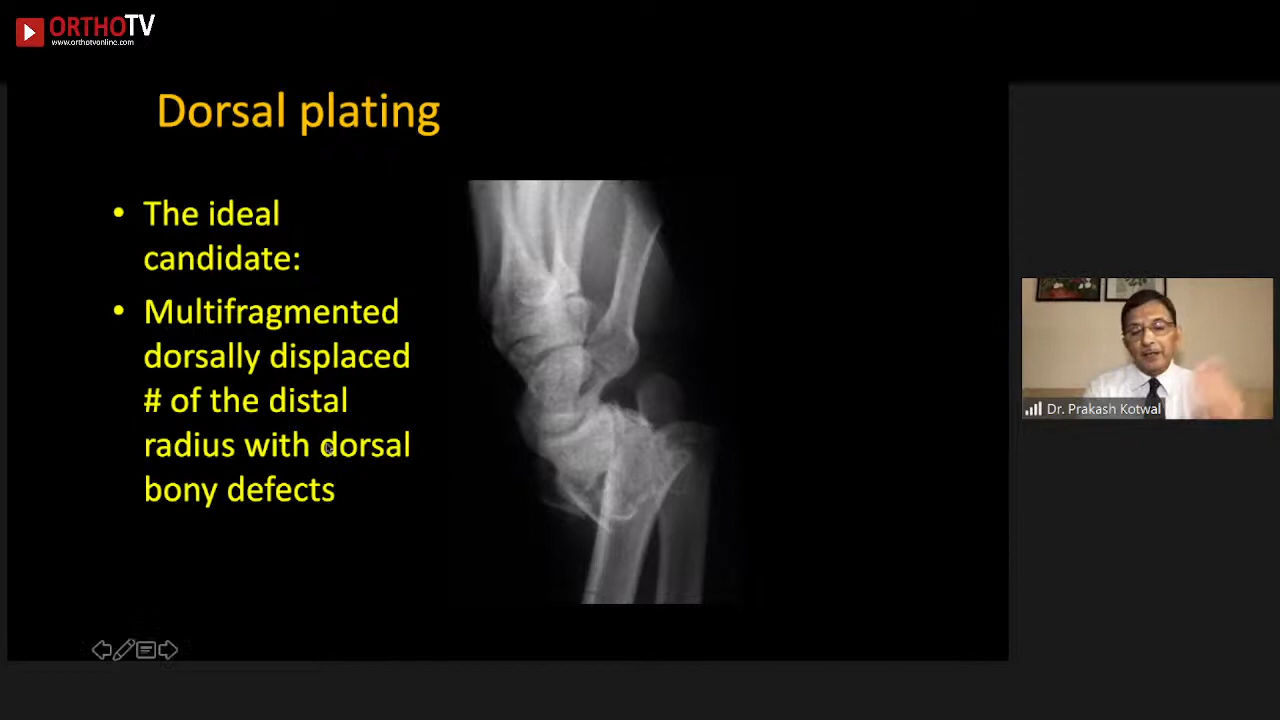 ORTHOTV
www.orthotvonline.com
Dorsal plating
• The ideal
candidate:
• Multifragmented
dorsally displaced
# of the distal
radius with dorsal
bony defects
Dr. Prakash Kotwal